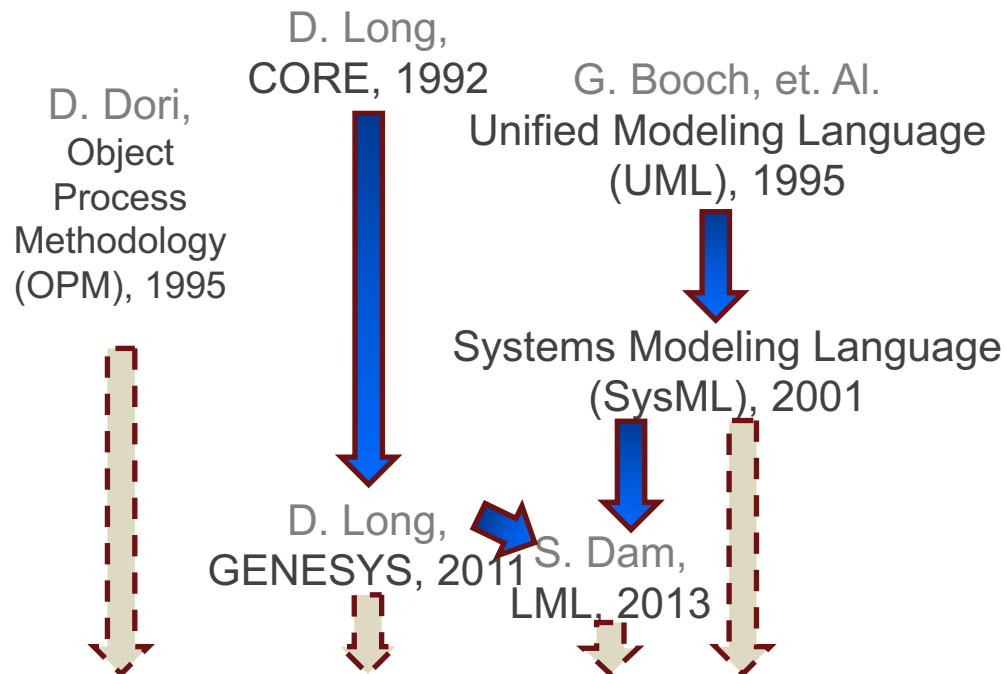 D. Long,
CORE, 1992
D. Dori,
Object
Process
Methodology
(OPM), 1995
G. Booch, et. Al.
Unified Modeling Language
(UML), 1995
Systems Modeling Language
(SysML), 2001
D. Long,
GENESYS, 2011
S. Dam,
LML, 2013